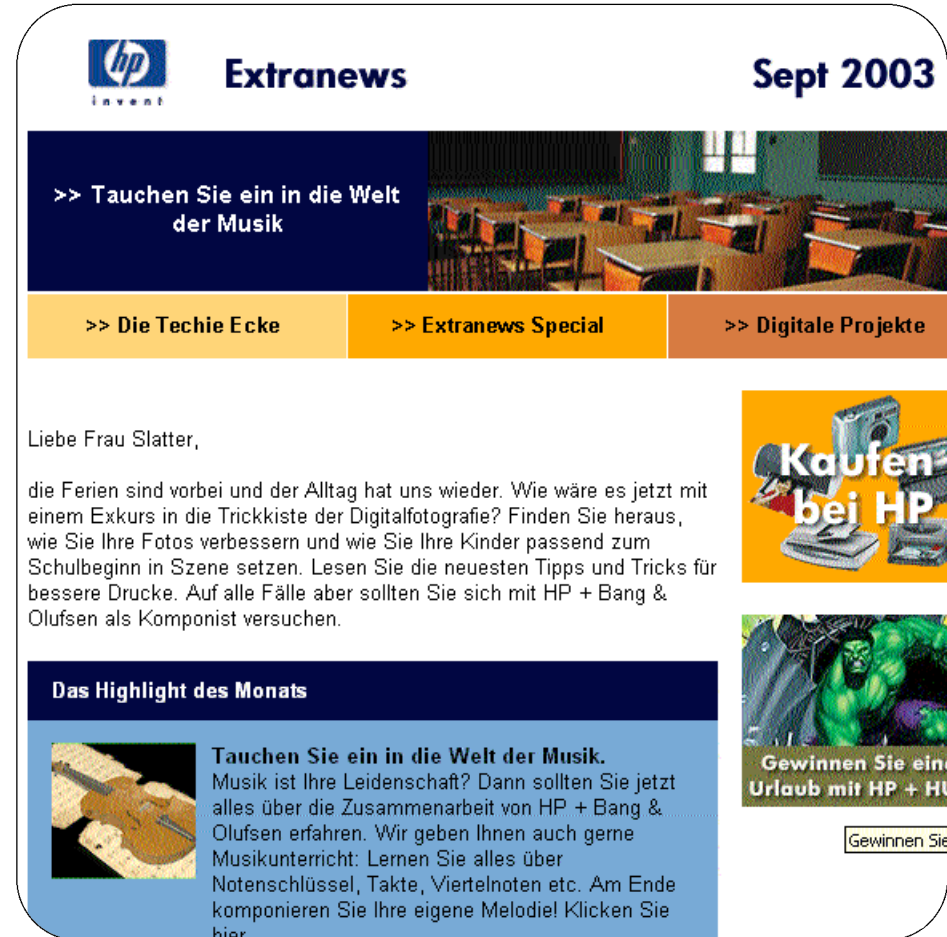 hp
invent
Extranews
Sept 2003
>> Tauchen Sie ein in die Welt
der Musik
>> Die Techie Ecke
>> Extranews Special
>> Digitale Projekte
Liebe Frau Slatter,
die Ferien sind vorbei und der Alltag hat uns wieder. Wie wäre es jetzt mit
einem Exkurs in die Trickkiste der Digitalfotografie? Finden Sie heraus,
wie Sie Ihre Fotos verbessern und wie Sie Ihre Kinder passend zum
Schulbeginn in Szene setzen. Lesen Sie die neuesten Tipps und Tricks für
bessere Drucke. Auf alle Fälle aber sollten Sie sich mit HP + Bang &
Olufsen als Komponist versuchen.
Kaufen
bei HP
Das Highlight des Monats
Tauchen Sie ein in die Welt der Musik.
Musik ist Ihre Leidenschaft? Dann sollten Sie jetzt
alles über die Zusammenarbeit von HP + Bang &
Olufsen erfahren. Wir geben Ihnen auch gerne
Musikunterricht: Lernen Sie alles über
Notenschlüssel, Takte, Viertelnoten etc. Am Ende
komponieren Sie Ihre eigene Melodie! Klicken Sie
hier
Gewinnen Sie
Urlaub mit HP +
Gewinnen Sie